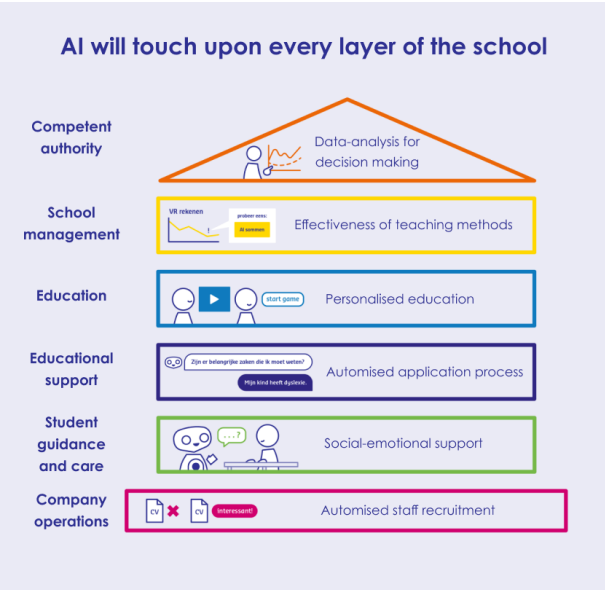 AI will touch upon every layer of the school
Competent
authority
Data-analysis for
decision making
School
management
VR rekenen
!
probeer eens:
AI sommen
Effectiveness of teaching methods
Education
start game
Personalised education
Educational
support
Zijn er belangrijke zaken die ik moet weten?
Mijn kind heeft dyslexie.
Automised application process
Student
guidance
and care
...?
Social-emotional support
Company
operations
CV
CV
Interessant!
Automised staff recruitment